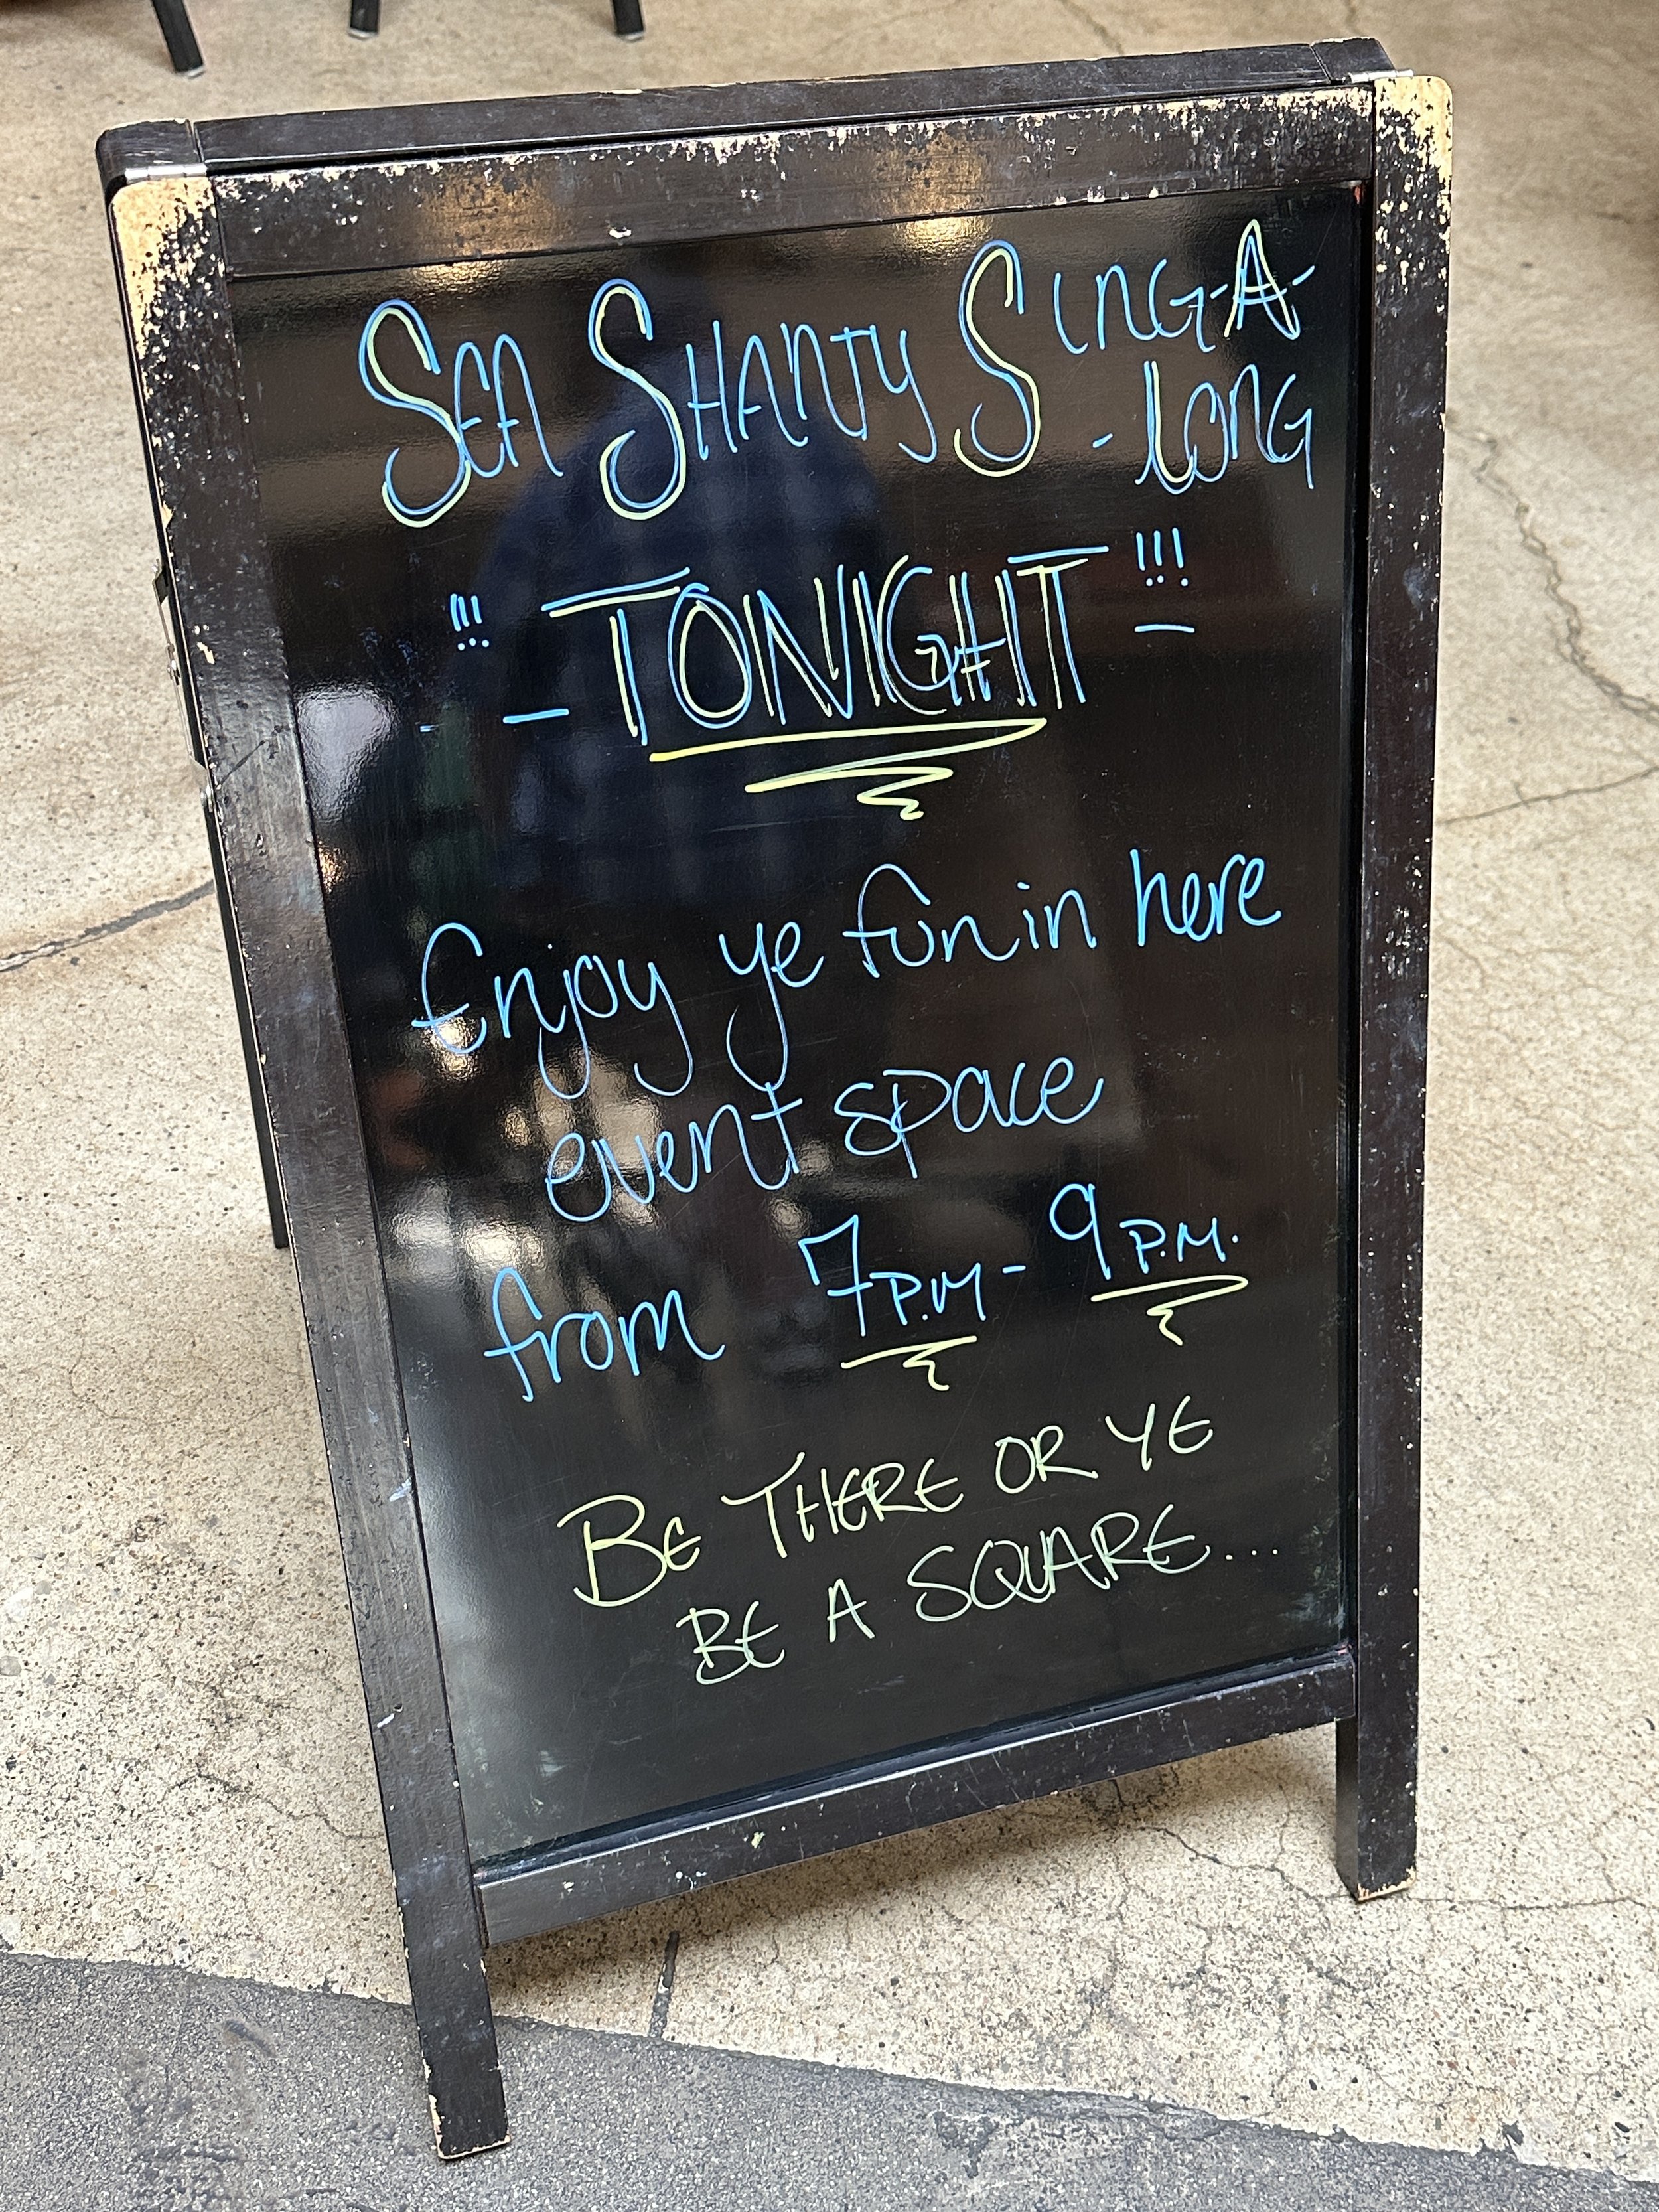 SEA SHANTY SING-A-
- LONG
!!! - TONIGHT - !!!
Enjoy ye fun in here
event space
from 7P.M - 9P.M.
BE THERE OR YE
BE A SQUARE...